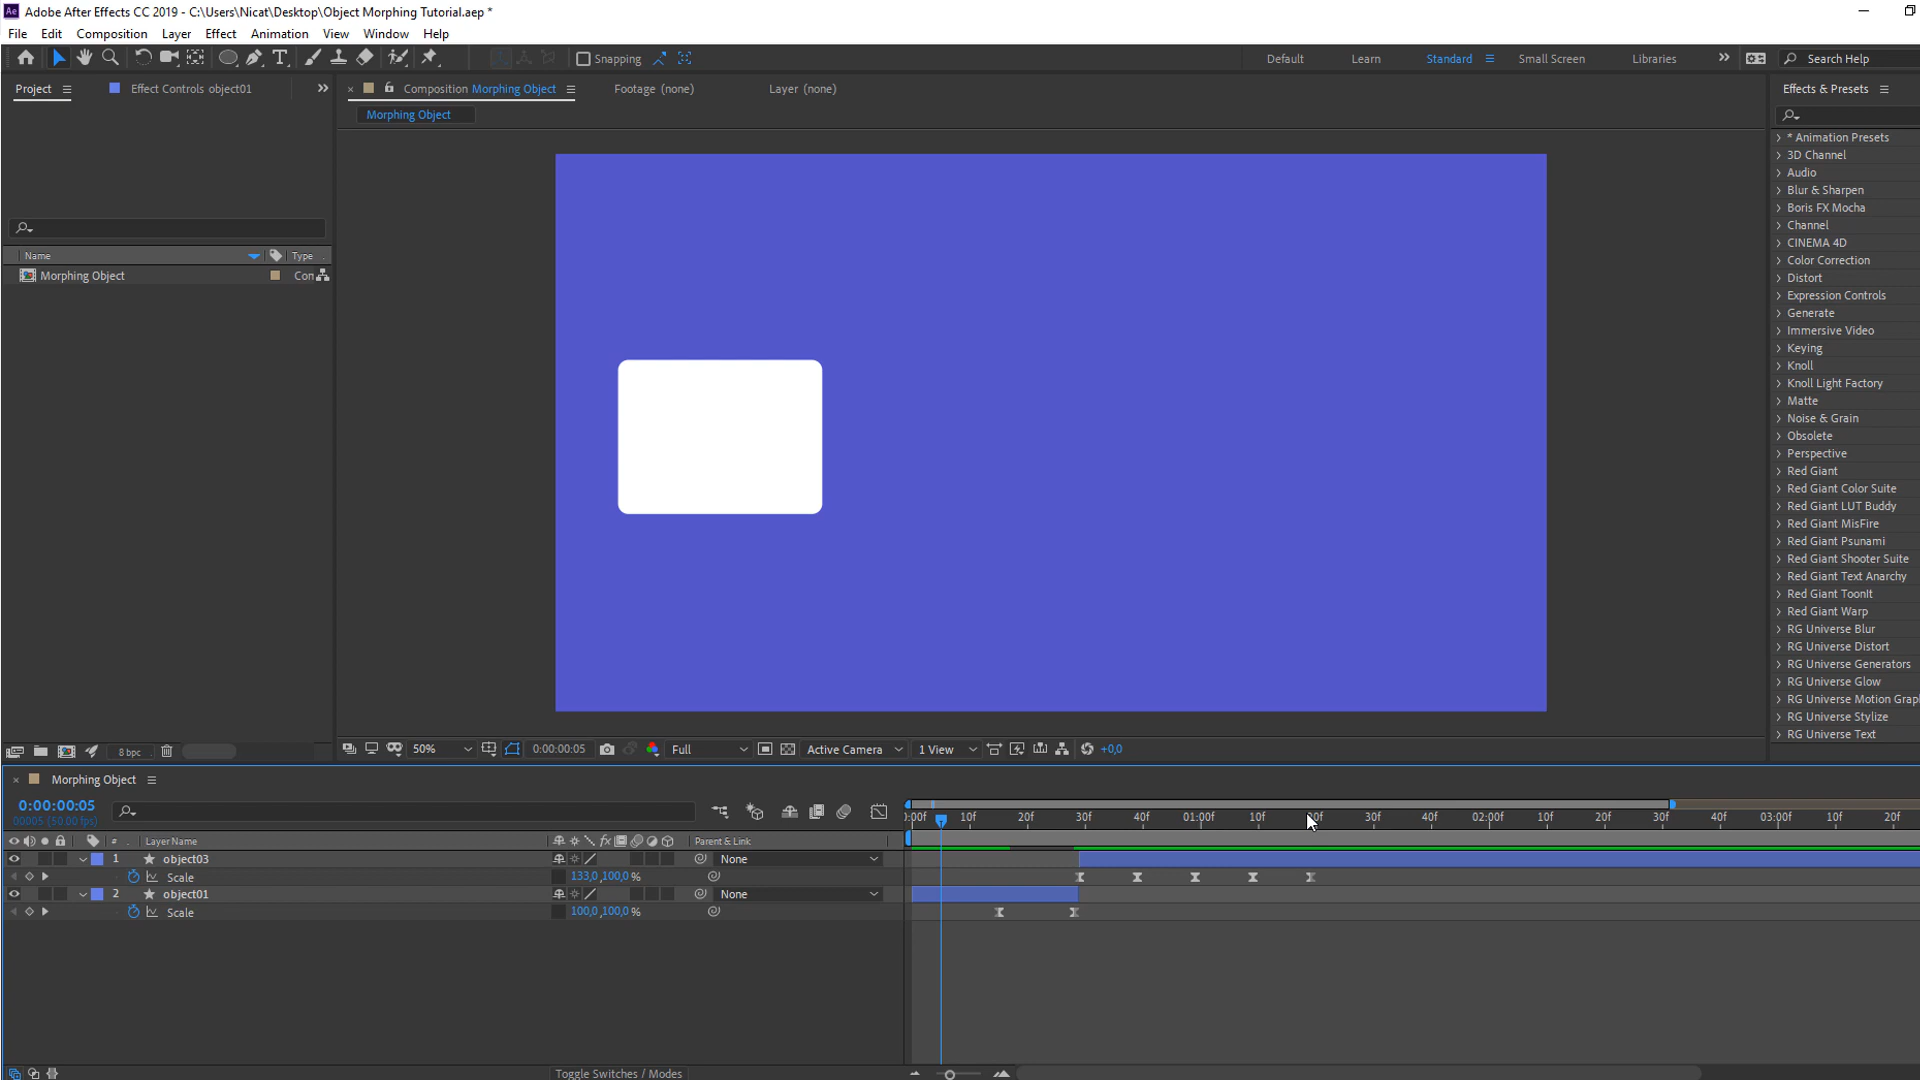 Adobe After Effects CC 2019 - C:\Users\Nicat\Desktop\Object Morphing Tutorial.aep *
File Edit Composition Layer Effect Animation View Window Help
Snapping Default Learn Standard Small Screen Libraries Search Help
Project Effect Controls object01 Composition Morphing Object Footage (none) Layer (none) Effects & Presets
Morphing Object
* Animation Presets
3D Channel
Audio
Blur & Sharpen
Boris FX Mocha
Channel
CINEMA 4D
Color Correction
Distort
Expression Controls
Generate
Immersive Video
Keying
Knoll
Knoll Light Factory
Matte
Noise & Grain
Obsolete
Perspective
Red Giant
Red Giant Color Suite
Red Giant LUT Buddy
Red Giant MisFire
Red Giant Psunami
Red Giant Shooter Suite
Red Giant Text Anarchy
Red Giant ToonIt
Red Giant Warp
RG Universe Blur
RG Universe Distort
RG Universe Generators
RG Universe Glow
RG Universe Motion Grap
RG Universe Stylize
RG Universe Text
Name Type
Morphing Object Con
8 bpc 50% 0:00:00:05 Full Active Camera 1 View +0,0
Morphing Object
0:00:00:05
00005 (50.00 fps)
:00f 10f 20f 30f 40f 01:00f 10f 20f 30f 40f 02:00f 10f 20f 30f 40f 03:00f 10f 20f
# Layer Name Parent & Link
1 object03 None
Scale 133,0,100,0 %
2 object01 None
Scale 100,0,100,0 %
Toggle Switches / Modes